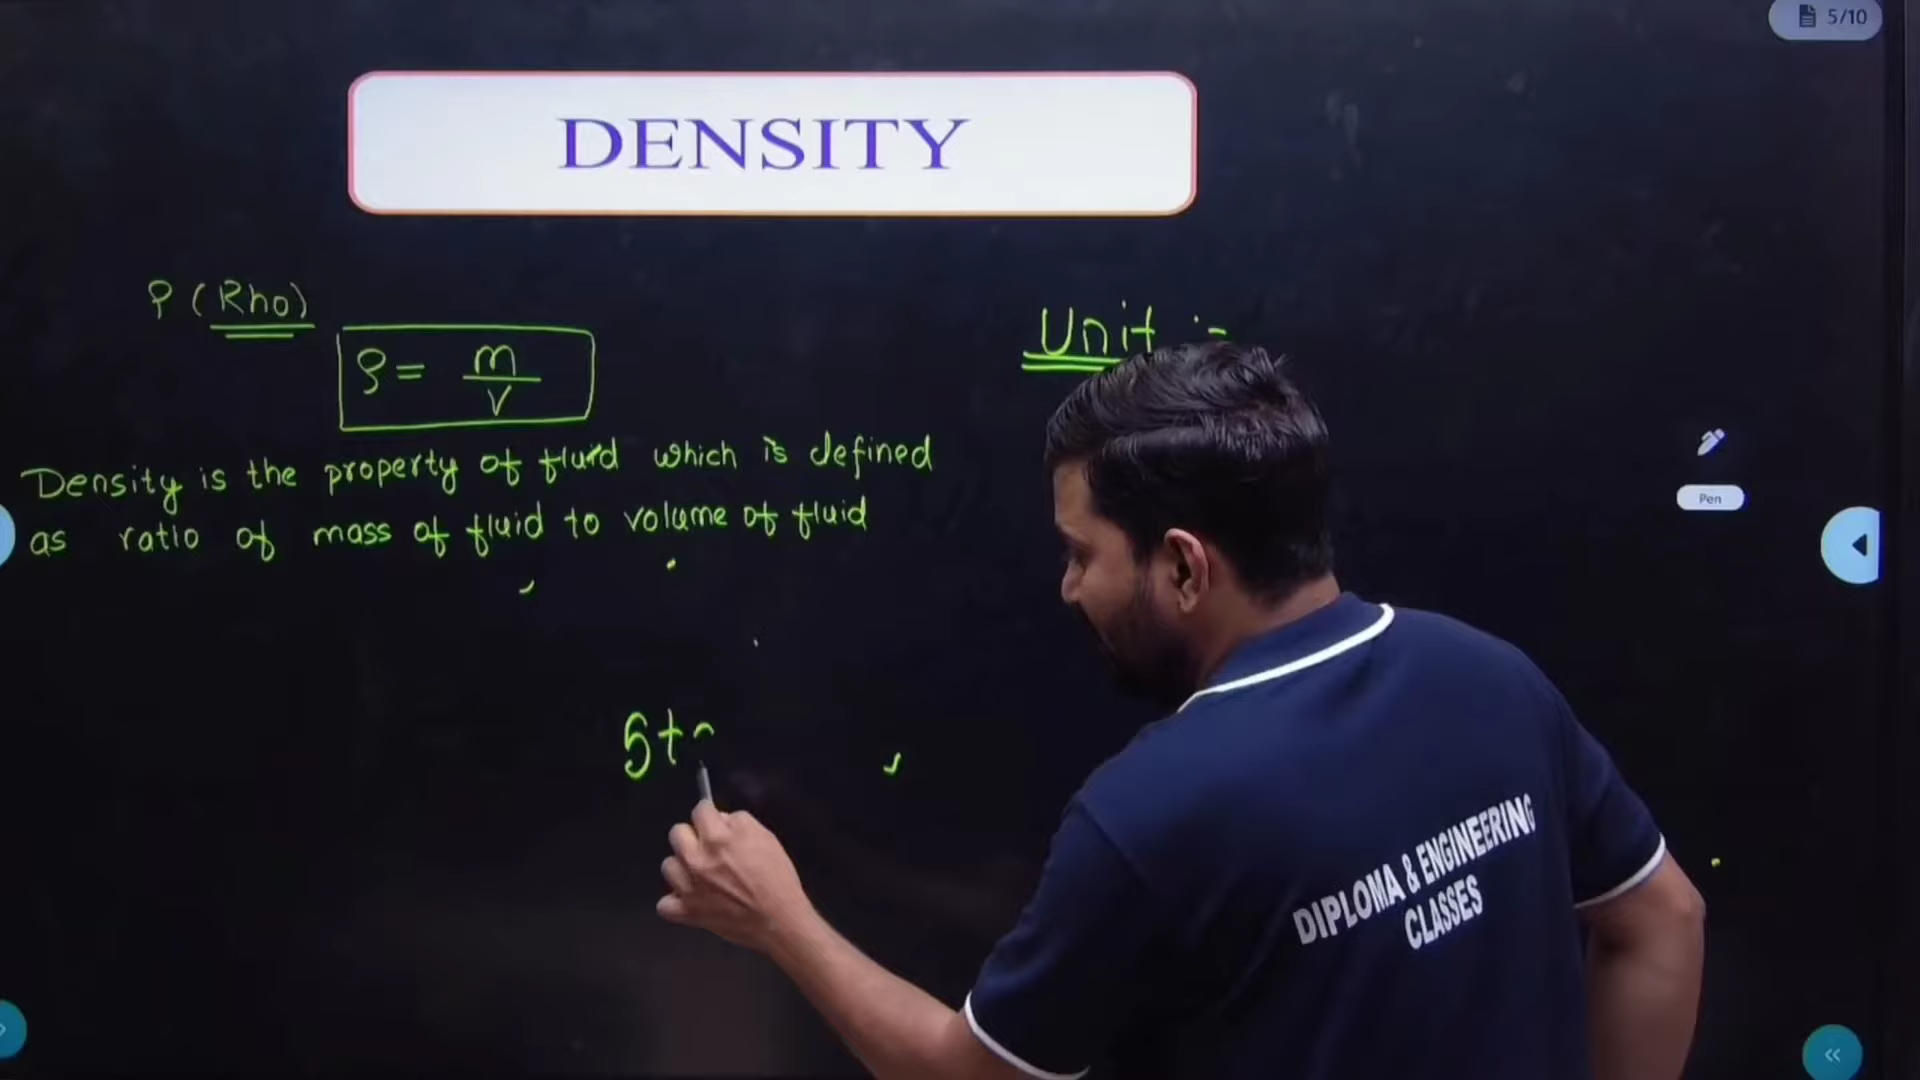 5/10
DENSITY
ρ (Rho)
ρ = m/V
Unit :-
Density is the property of fluid which is defined
as ratio of mass of fluid to volume of fluid
Pen
DIPLOMA & ENGINEERING
CLASSES